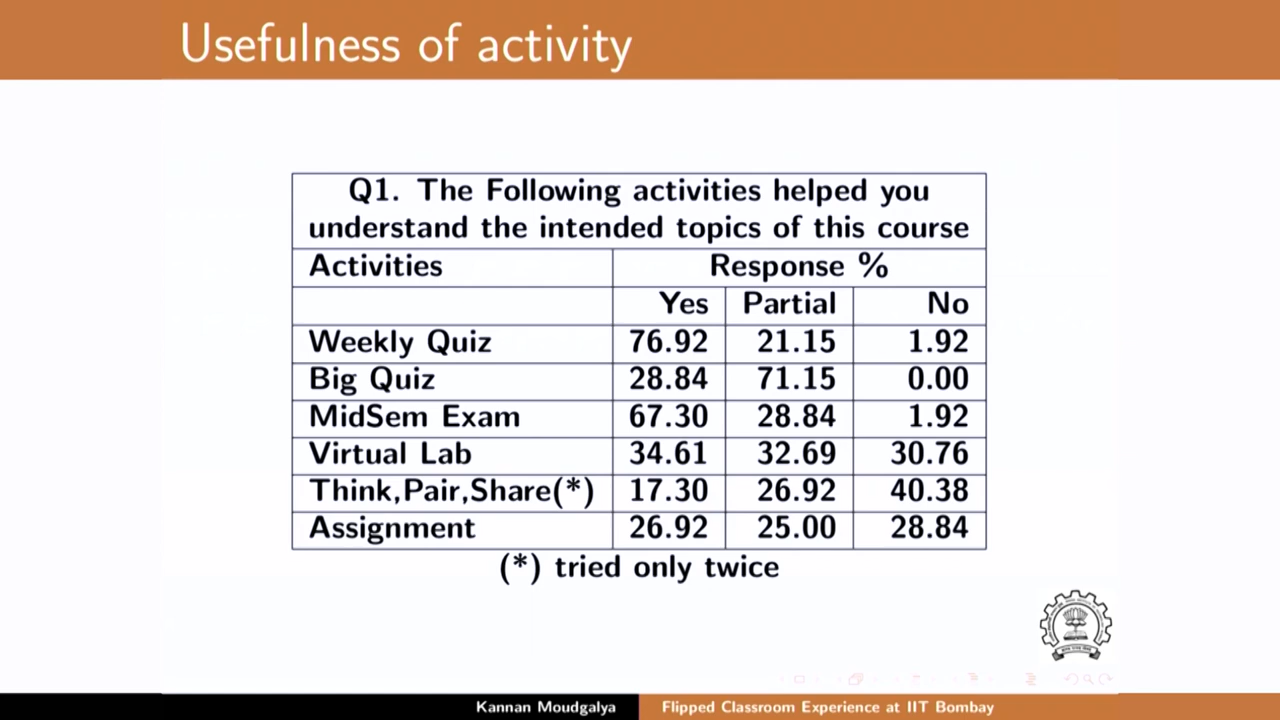 Usefulness of activity
Q1. The Following activities helped you
understand the intended topics of this course
Activities Response %
Yes Partial No
Weekly Quiz 76.92 21.15 1.92
Big Quiz 28.84 71.15 0.00
MidSem Exam 67.30 28.84 1.92
Virtual Lab 34.61 32.69 30.76
Think,Pair,Share(*) 17.30 26.92 40.38
Assignment 26.92 25.00 28.84
(*) tried only twice
Kannan Moudgalya Flipped Classroom Experience at IIT Bombay